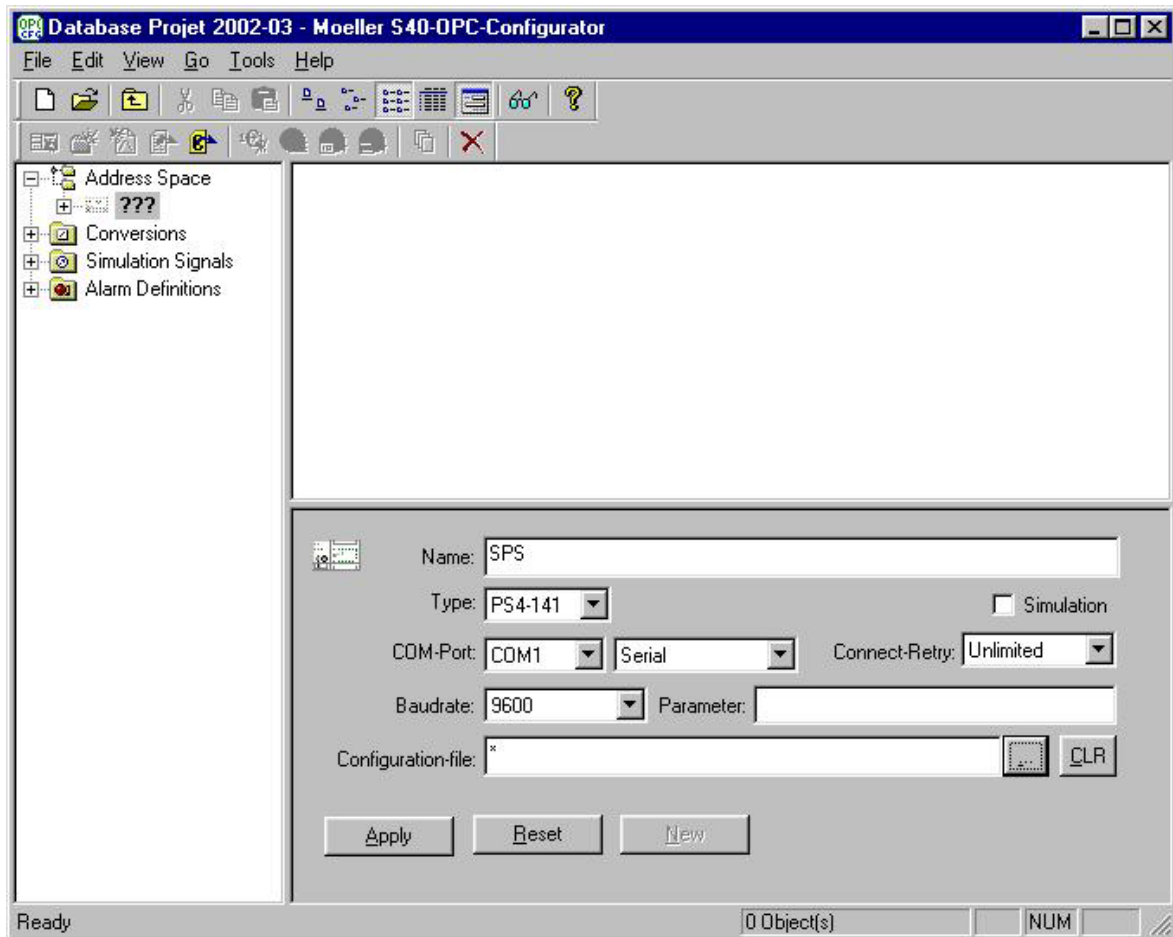 Database Projet 2002-03 - Moeller S40-OPC-Configurator
File Edit View Go Tools Help
Address Space
???
Conversions
Simulation Signals
Alarm Definitions
Name: SPS
Type: PS4-141 Simulation
COM-Port: COM1 Serial Connect-Retry: Unlimited
Baudrate: 9600 Parameter:
Configuration-file: * ... CLR
Apply Reset New
Ready 0 Object(s) NUM